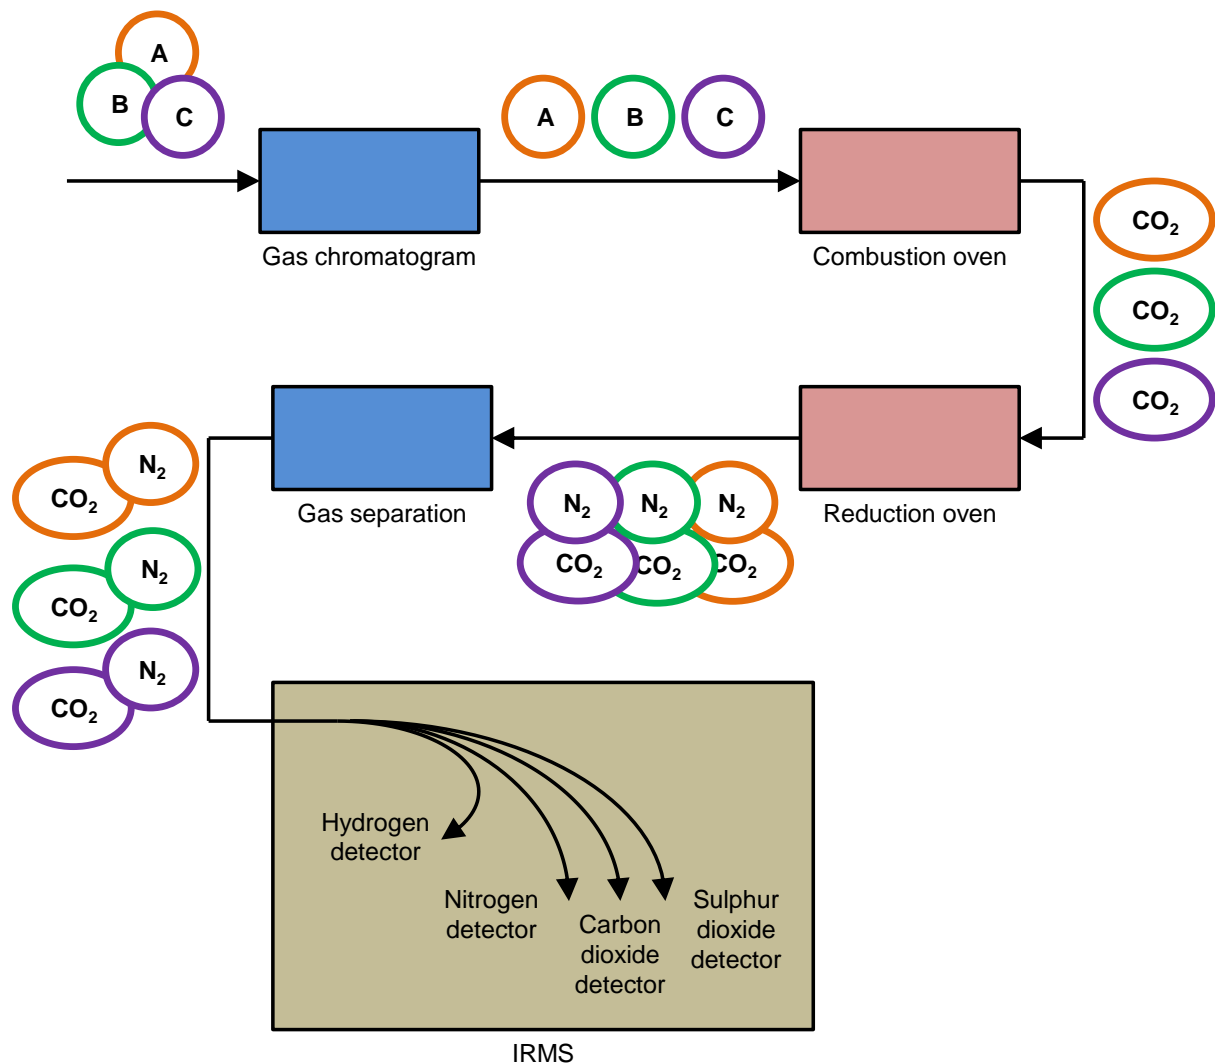 A
B
C
A
B
C
Gas chromatogram
Combustion oven
CO₂
CO₂
CO₂
Gas separation
Reduction oven
N₂
N₂
N₂
CO₂
CO₂
CO₂
N₂
CO₂
N₂
CO₂
N₂
CO₂
Hydrogen
detector
Nitrogen
detector
Carbon
dioxide
detector
Sulphur
dioxide
detector
IRMS